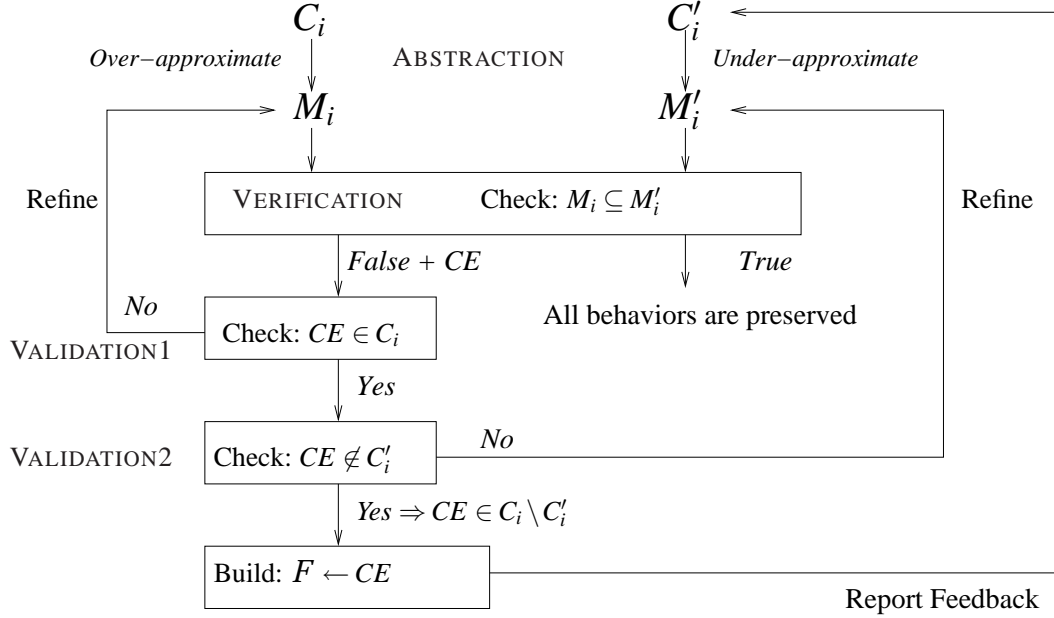 C_i C'_i
Over−approximate ABSTRACTION Under−approximate
M_i M'_i
Refine VERIFICATION Check: M_i ⊆ M'_i Refine
False + CE True
No All behaviors are preserved
Check: CE ∈ C_i
VALIDATION1
Yes
No
VALIDATION2 Check: CE ∉ C'_i
Yes ⇒ CE ∈ C_i \ C'_i
Build: F ← CE
Report Feedback